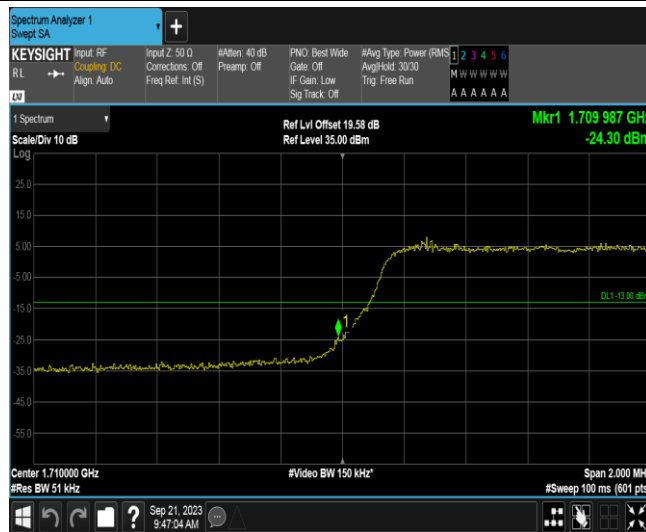 Spectrum Analyzer 1
Swept SA
+
KEYSIGHT
RL
LXI
Input: RF
Coupling: DC
Align: Auto
Input Z: 50 Ω
Corrections: Off
Freq Ref: Int (S)
#Atten: 40 dB
Preamp: Off
PNO: Best Wide
Gate: Off
IF Gain: Low
Sig Track: Off
#Avg Type: Power (RMS
Avg|Hold: 30/30
Trig: Free Run
1 2 3 4 5 6
M W W W W W
A A A A A A
1 Spectrum
Scale/Div 10 dB
Log
Ref Lvl Offset 19.58 dB
Ref Level 35.00 dBm
Mkr1 1.709 987 GHz
-24.30 dBm
25.0
15.0
5.00
-5.00
-15.0
-25.0
-35.0
-45.0
-55.0
1
DL1 -13.00 dBr
Center 1.710000 GHz
#Res BW 51 kHz
#Video BW 150 kHz*
Span 2.000 MH
#Sweep 100 ms (601 pts
?
Sep 21, 2023
9:47:04 AM